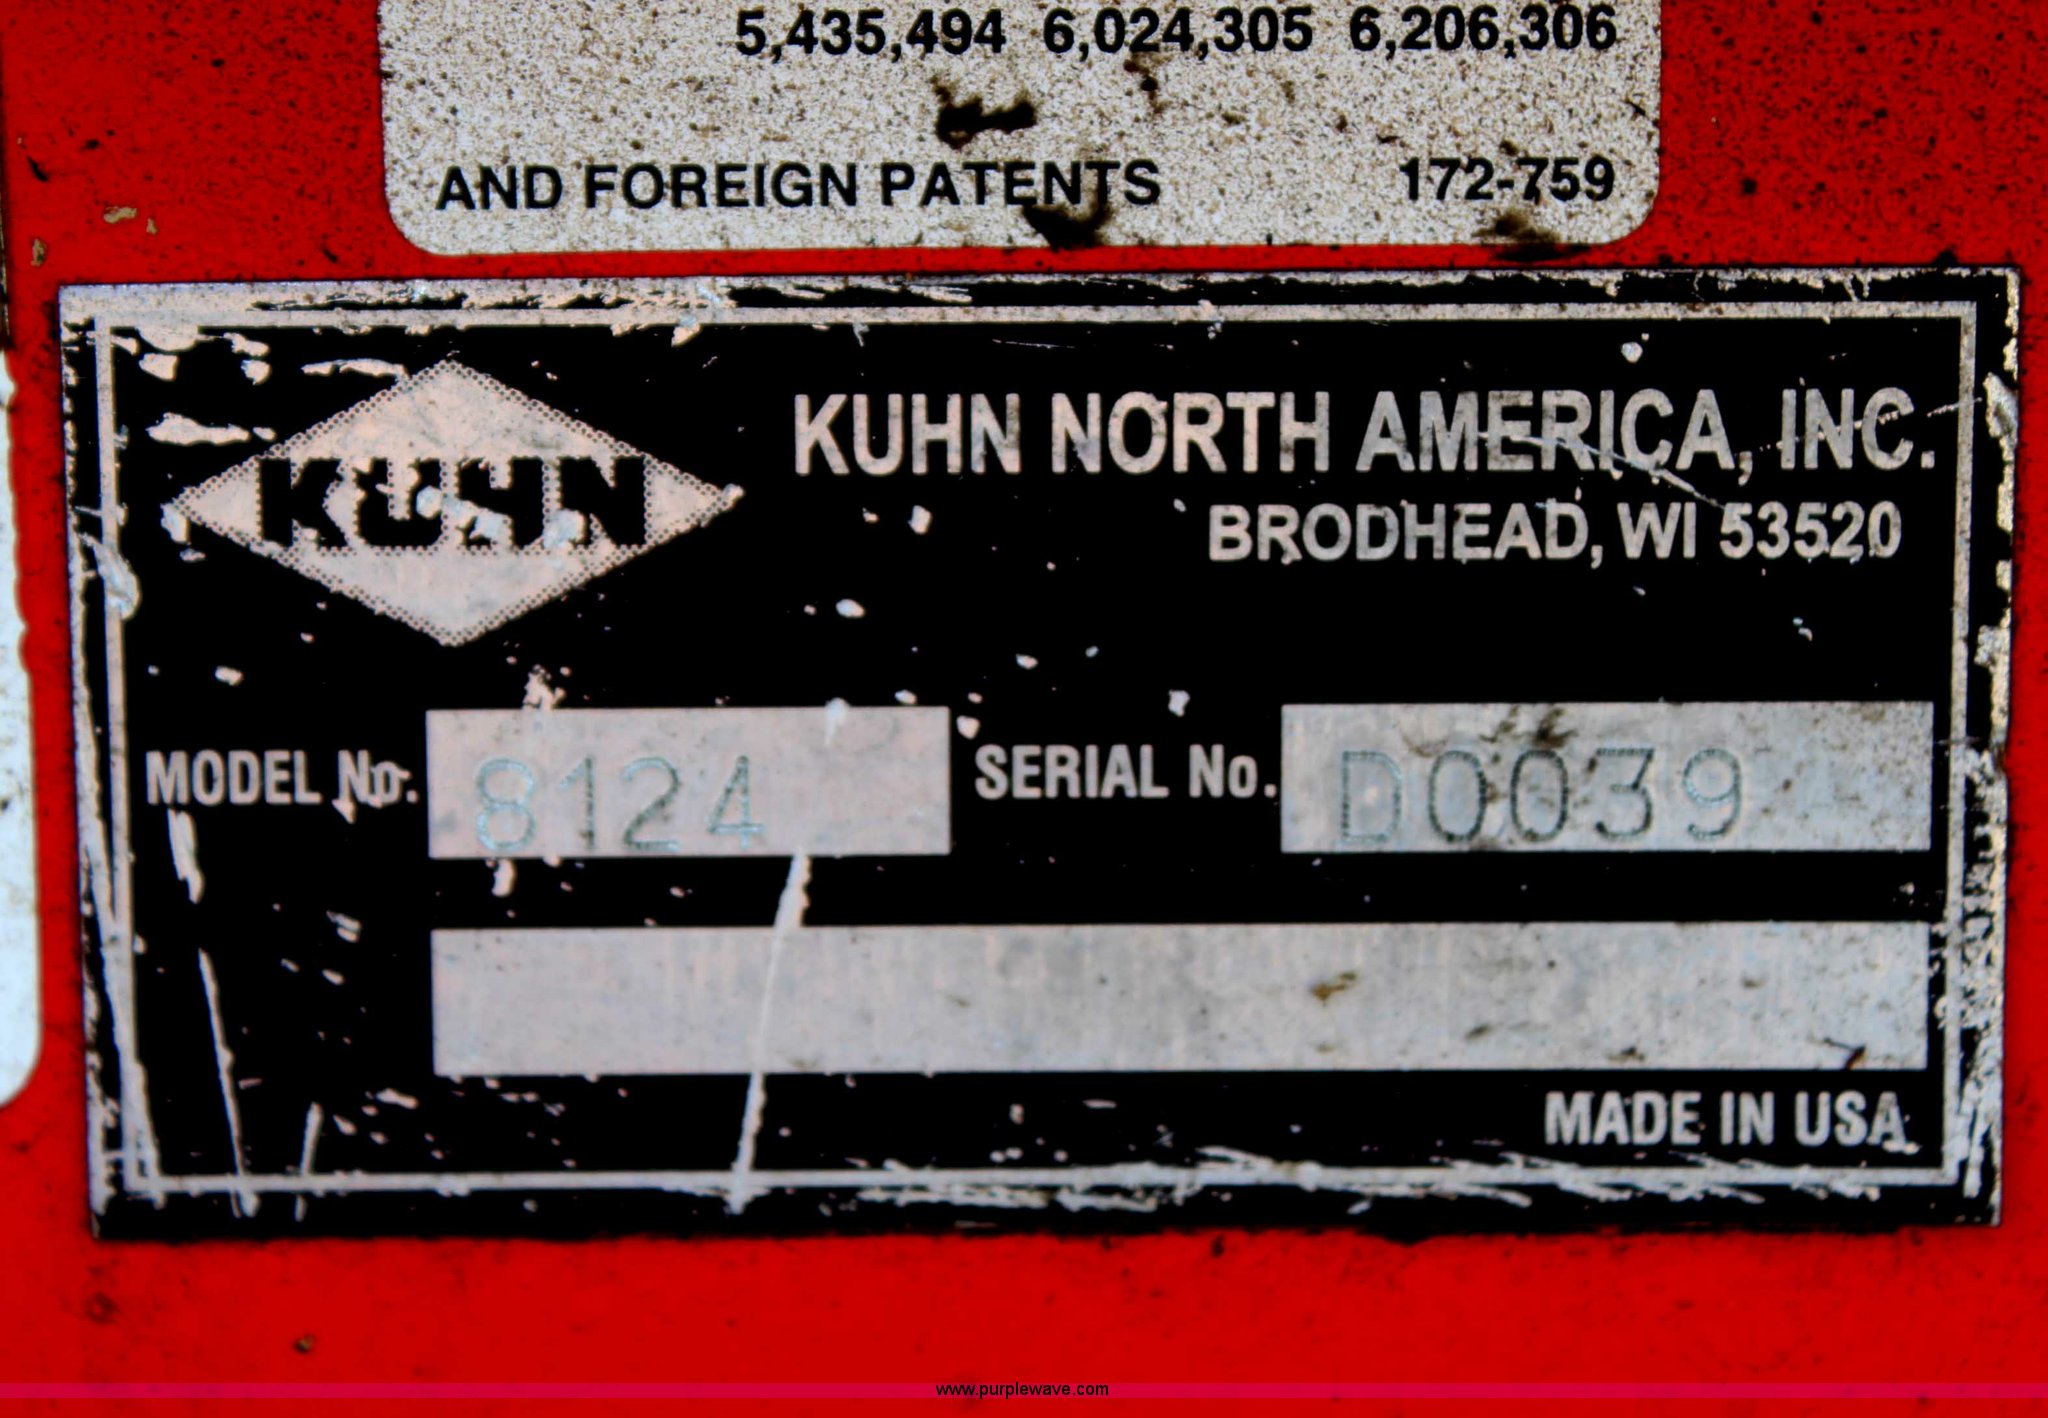 5,435,494 6,024,305 6,206,306
AND FOREIGN PATENTS 172-759
KUHN
KUHN NORTH AMERICA, INC.
BRODHEAD, WI 53520
MODEL No. 8124 SERIAL No. D0039
MADE IN USA
www.purplewave.com